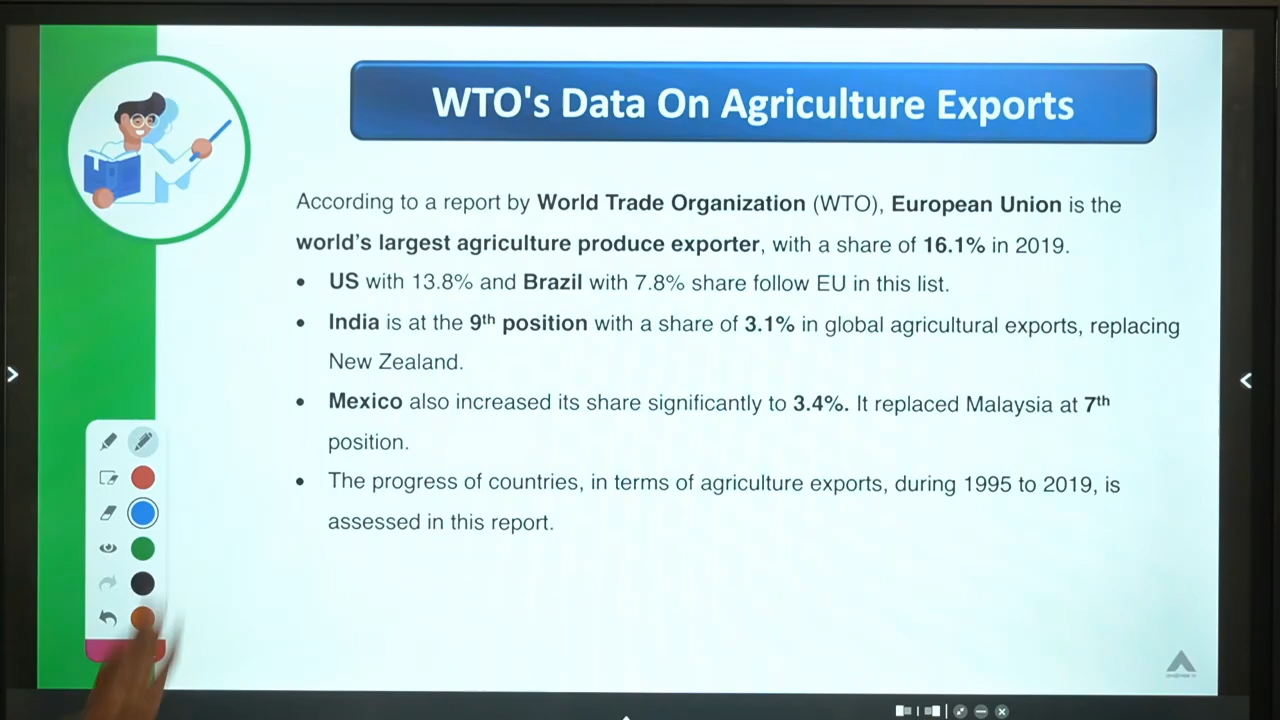 WTO's Data On Agriculture Exports
According to a report by World Trade Organization (WTO), European Union is the
world’s largest agriculture produce exporter, with a share of 16.1% in 2019.
• US with 13.8% and Brazil with 7.8% share follow EU in this list.
• India is at the 9th position with a share of 3.1% in global agricultural exports, replacing
New Zealand.
• Mexico also increased its share significantly to 3.4%. It replaced Malaysia at 7th
position.
• The progress of countries, in terms of agriculture exports, during 1995 to 2019, is
assessed in this report.